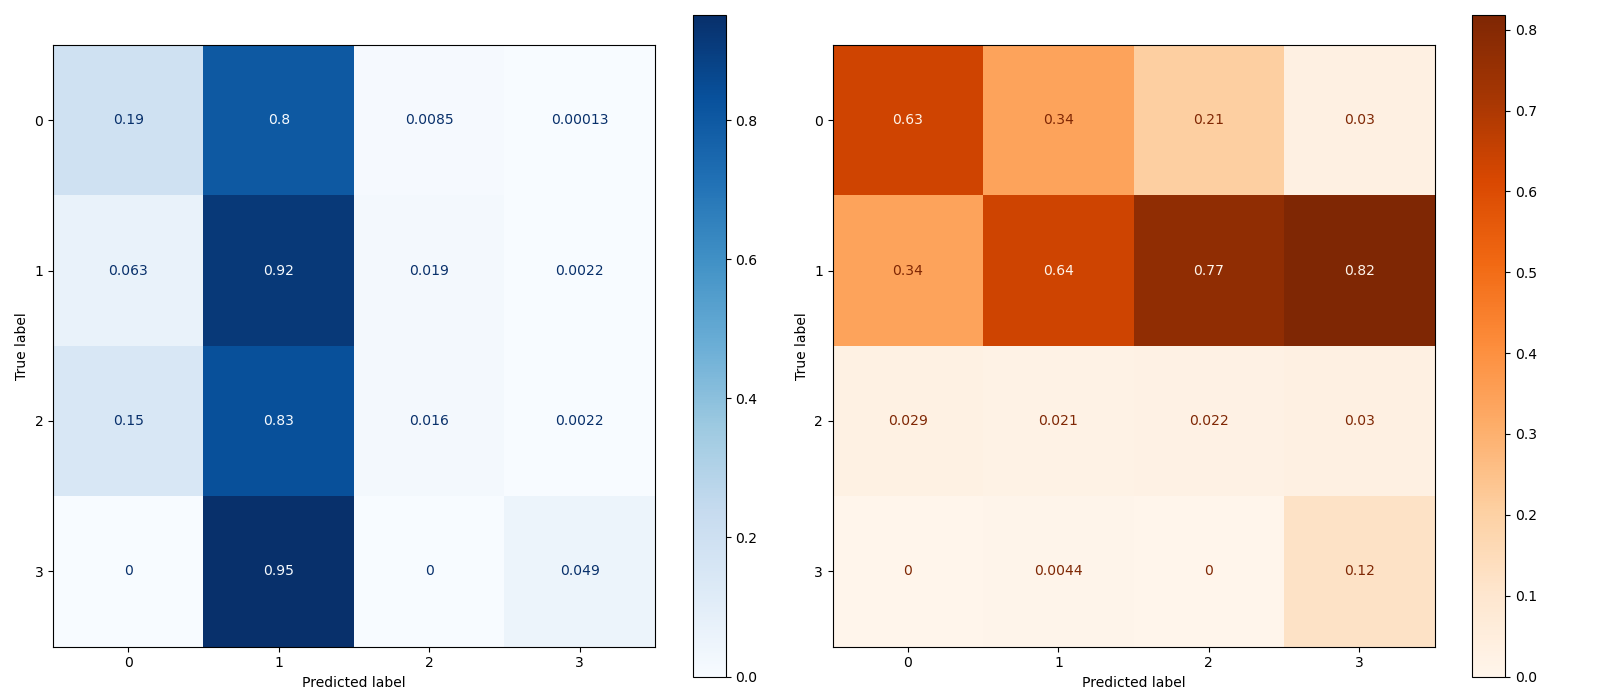 0 0.19 0.8 0.0085 0.00013
1 0.063 0.92 0.019 0.0022
2 0.15 0.83 0.016 0.0022
3 0 0.95 0 0.049
0 1 2 3
True label
Predicted label
0.8
0.6
0.4
0.2
0.0
0 0.63 0.34 0.21 0.03
1 0.34 0.64 0.77 0.82
2 0.029 0.021 0.022 0.03
3 0 0.0044 0 0.12
0 1 2 3
True label
Predicted label
0.8
0.7
0.6
0.5
0.4
0.3
0.2
0.1
0.0